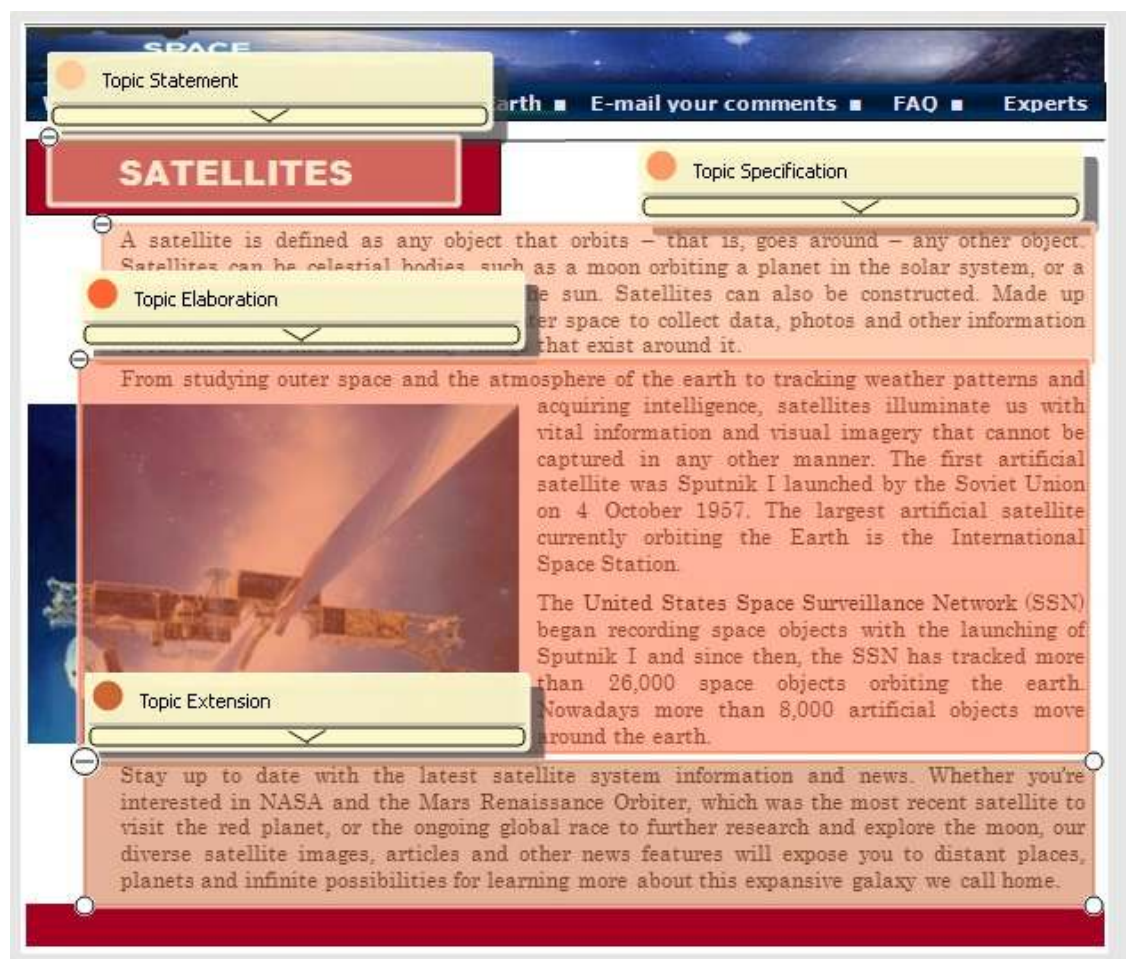 SPACE
Topic Statement
arth ■ E-mail your comments ■ FAQ ■ Experts
SATELLITES
Topic Specification
A satellite is defined as any object that orbits – that is, goes around – any other object.
Satellites can be celestial bodies, such as a moon orbiting a planet in the solar system, or a
Topic Elaboration
he sun. Satellites can also be constructed. Made up
ter space to collect data, photos and other information
that exist around it.
From studying outer space and the atmosphere of the earth to tracking weather patterns and
acquiring intelligence, satellites illuminate us with
vital information and visual imagery that cannot be
captured in any other manner. The first artificial
satellite was Sputnik I launched by the Soviet Union
on 4 October 1957. The largest artificial satellite
currently orbiting the Earth is the International
Space Station.
The United States Space Surveillance Network (SSN)
began recording space objects with the launching of
Sputnik I and since then, the SSN has tracked more
than 26,000 space objects orbiting the earth.
Nowadays more than 8,000 artificial objects move
around the earth.
Topic Extension
Stay up to date with the latest satellite system information and news. Whether you're
interested in NASA and the Mars Renaissance Orbiter, which was the most recent satellite to
visit the red planet, or the ongoing global race to further research and explore the moon, our
diverse satellite images, articles and other news features will expose you to distant places,
planets and infinite possibilities for learning more about this expansive galaxy we call home.